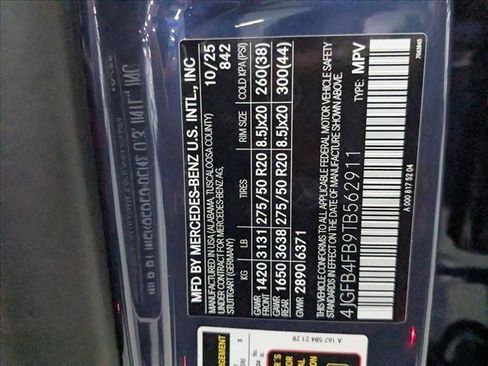 MFD BY MERCEDES-BENZ U.S. INTL., INC
MANUFACTURED IN USA (ALABAMA, TUSCALOOSA COUNTY)
UNDER CONTRACT FOR MERCEDES-BENZ AG,
STUTTGART (GERMANY)
10/25
842
KG LB TIRES RIM SIZE COLD KPA(PSI)
GAWR FRONT 1420 3131 275/50 R20 8.5Jx20 260(38)
GAWR REAR 1650 3638 275/50 R20 8.5Jx20 300(44)
GVWR 2890 6371
THIS VEHICLE CONFORMS TO ALL APPLICABLE FEDERAL MOTOR VEHICLE SAFETY
STANDARDS IN EFFECT ON THE DATE OF MANUFACTURE SHOWN ABOVE.
4JGFB4FB9TB562911 TYPE: MPV
A 000 817 52 04
A 167 584 21 28